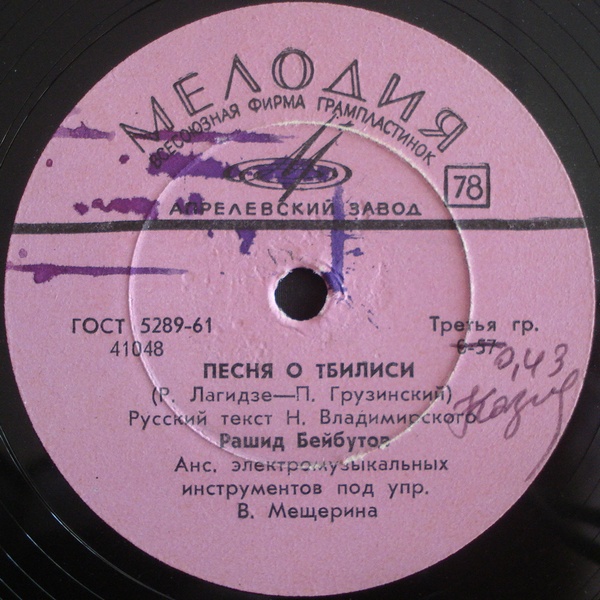 МЕЛОДИЯ
ВСЕСОЮЗНАЯ ФИРМА ГРАМПЛАСТИНОК
78
АПРЕЛЕВСКИЙ ЗАВОД
ГОСТ 5289-61 Третья гр.
41048 6-57
0,43
ПЕСНЯ О ТБИЛИСИ
(Р. Лагидзе—П. Грузинский)
Русский текст Н. Владимирского
Рашид Бейбутов
Анс. электромузыкальных
инструментов под упр.
В. Мещерина